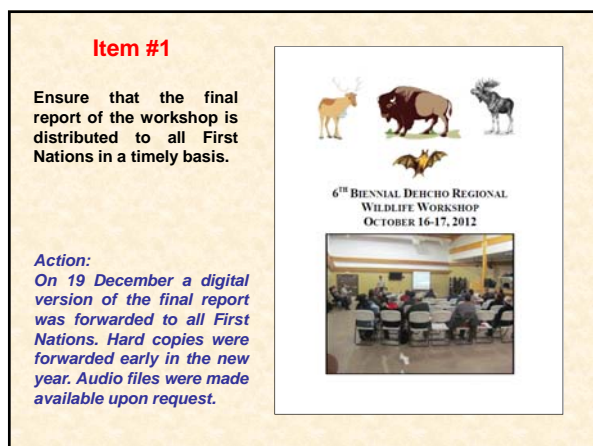 Item #1
Ensure that the final
report of the workshop is
distributed to all First
Nations in a timely basis.
Action:
On 19 December a digital
version of the final report
was forwarded to all First
Nations. Hard copies were
forwarded early in the new
year. Audio files were made
available upon request.
6TH BIENNIAL DEHCHO REGIONAL
WILDLIFE WORKSHOP
OCTOBER 16-17, 2012